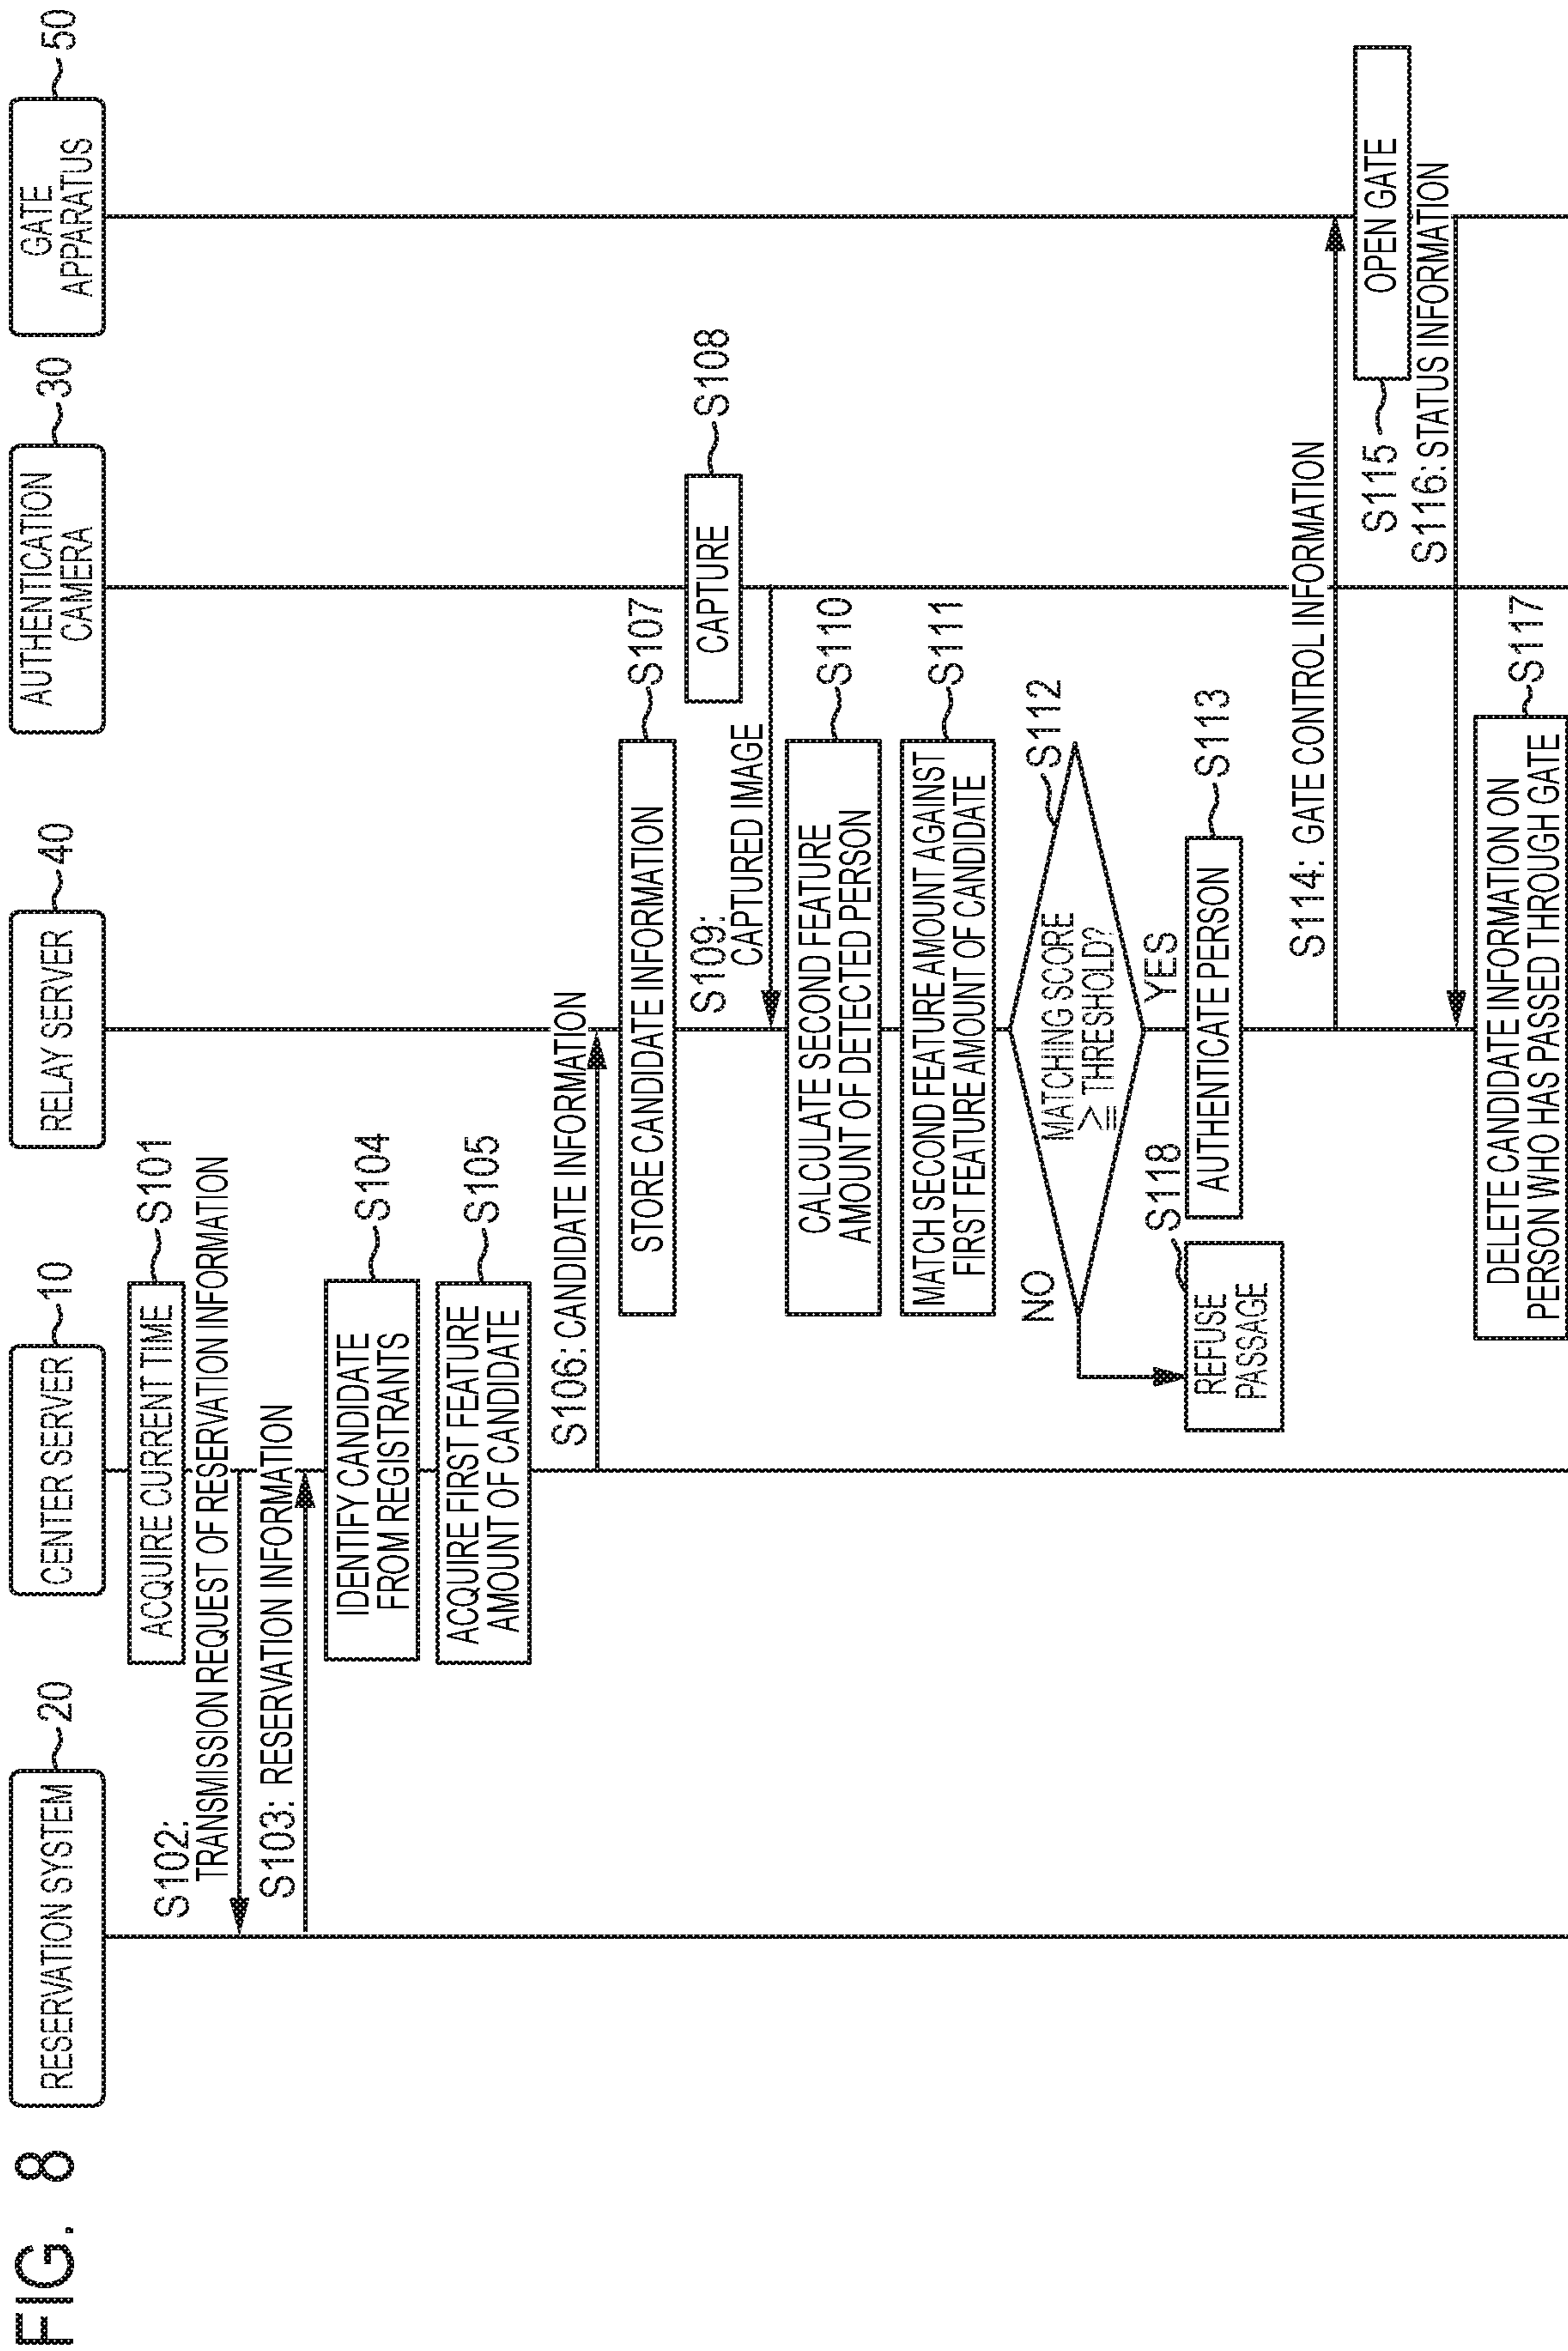 FIG. 8
RESERVATION SYSTEM
20
CENTER SERVER
10
RELAY SERVER
40
AUTHENTICATION
CAMERA
30
GATE
APPARATUS
50
ACQUIRE CURRENT TIME
S101
S102:
TRANSMISSION REQUEST OF RESERVATION INFORMATION
S103: RESERVATION INFORMATION
IDENTIFY CANDIDATE
FROM REGISTRANTS
S104
ACQUIRE FIRST FEATURE
AMOUNT OF CANDIDATE
S105
S106: CANDIDATE INFORMATION
STORE CANDIDATE INFORMATION
S107
CAPTURE
S108
S109:
CAPTURED IMAGE
CALCULATE SECOND FEATURE
AMOUNT OF DETECTED PERSON
S110
MATCH SECOND FEATURE AMOUNT AGAINST
FIRST FEATURE AMOUNT OF CANDIDATE
S111
MATCHING SCORE
≧ THRESHOLD?
S112
NO
YES
S118
REFUSE
PASSAGE
AUTHENTICATE PERSON
S113
S114: GATE CONTROL INFORMATION
OPEN GATE
S115
S116: STATUS INFORMATION
DELETE CANDIDATE INFORMATION ON
PERSON WHO HAS PASSED THROUGH GATE
S117